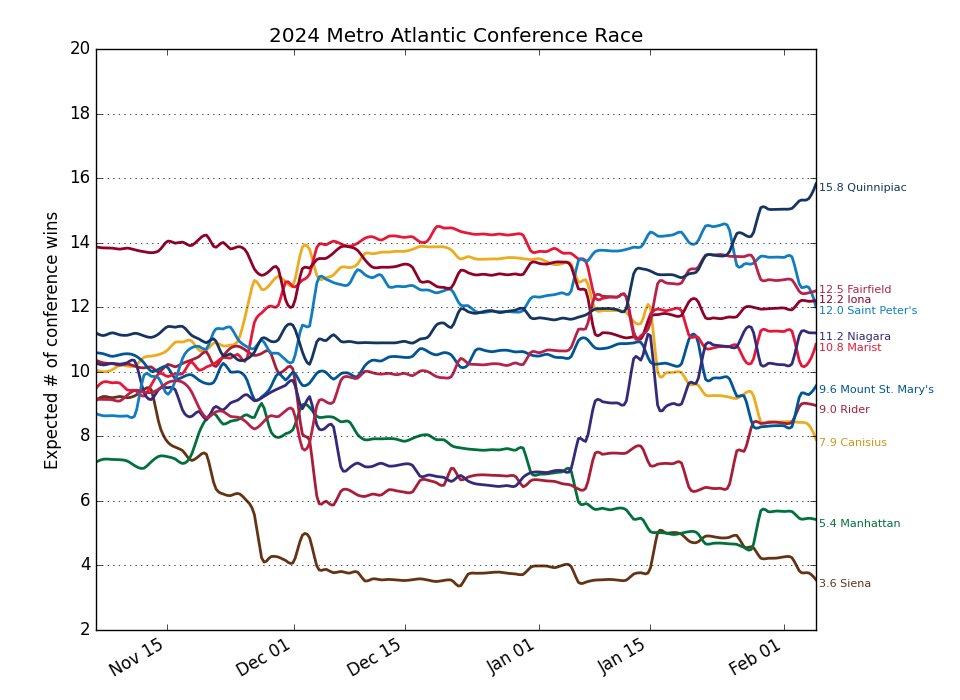 2024 Metro Atlantic Conference Race
Expected # of conference wins
20
18
16
14
12
10
8
6
4
2
15.8 Quinnipiac
12.5 Fairfield
12.2 Iona
12.0 Saint Peter's
11.2 Niagara
10.8 Marist
9.6 Mount St. Mary's
9.0 Rider
7.9 Canisius
5.4 Manhattan
3.6 Siena
Nov 15
Dec 01
Dec 15
Jan 01
Jan 15
Feb 01